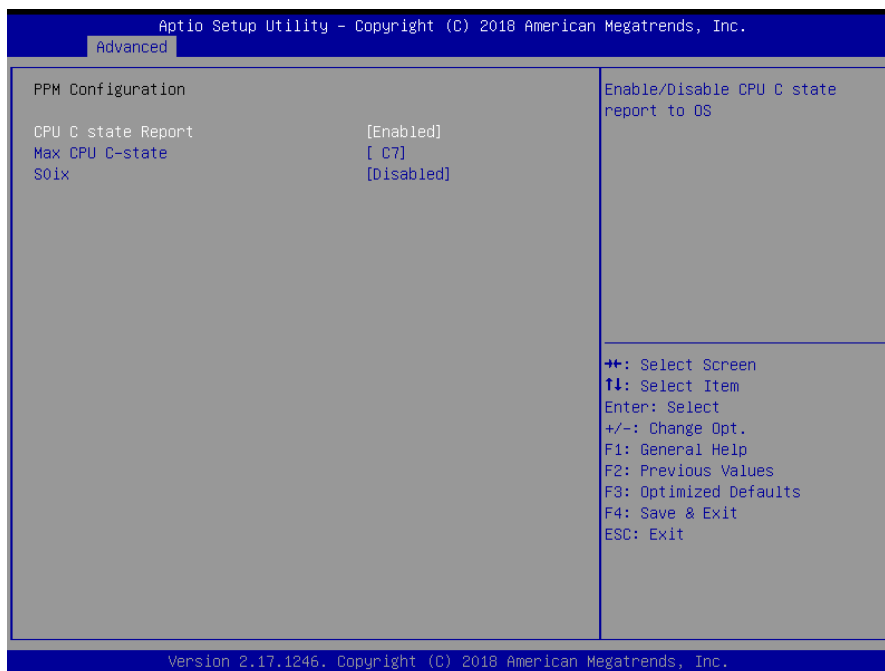 Aptio Setup Utility – Copyright (C) 2018 American Megatrends, Inc.
Advanced
PPM Configuration
CPU C state Report [Enabled]
Max CPU C-state [ C7]
S0ix [Disabled]
Enable/Disable CPU C state
report to OS
→←: Select Screen
↑↓: Select Item
Enter: Select
+/-: Change Opt.
F1: General Help
F2: Previous Values
F3: Optimized Defaults
F4: Save & Exit
ESC: Exit
Version 2.17.1246. Copyright (C) 2018 American Megatrends, Inc.